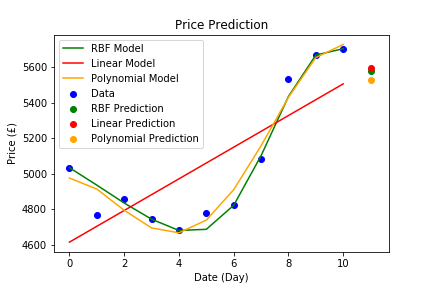 Price Prediction
RBF Model
Linear Model
Polynomial Model
Data
RBF Prediction
Linear Prediction
Polynomial Prediction
5600
5400
5200
5000
4800
4600
Price (£)
0 2 4 6 8 10
Date (Day)